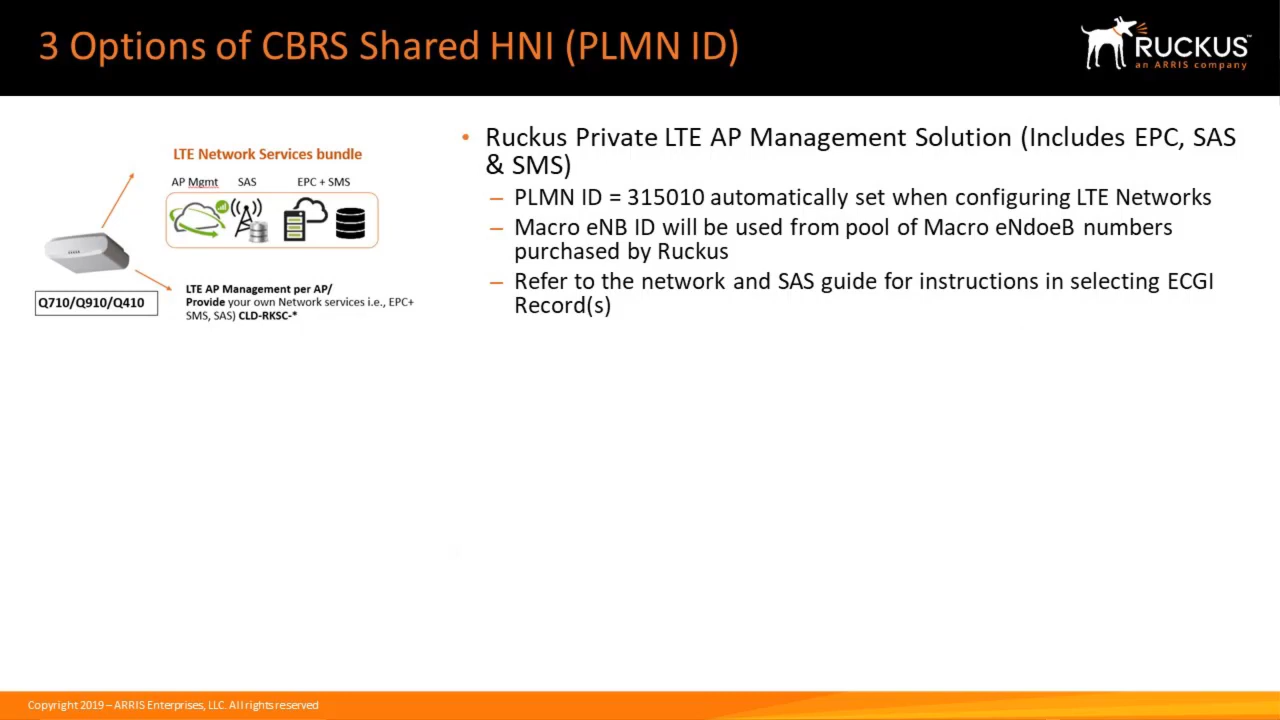 3 Options of CBRS Shared HNI (PLMN ID)
RUCKUS™
an ARRIS company
LTE Network Services bundle
AP Mgmt SAS EPC + SMS
Q710/Q910/Q410
LTE AP Management per AP/
Provide your own Network services i.e., EPC+
SMS, SAS) CLD-RKSC-*
• Ruckus Private LTE AP Management Solution (Includes EPC, SAS
& SMS)
– PLMN ID = 315010 automatically set when configuring LTE Networks
– Macro eNB ID will be used from pool of Macro eNdoeB numbers
purchased by Ruckus
– Refer to the network and SAS guide for instructions in selecting ECGI
Record(s)
Copyright 2019 – ARRIS Enterprises, LLC. All rights reserved